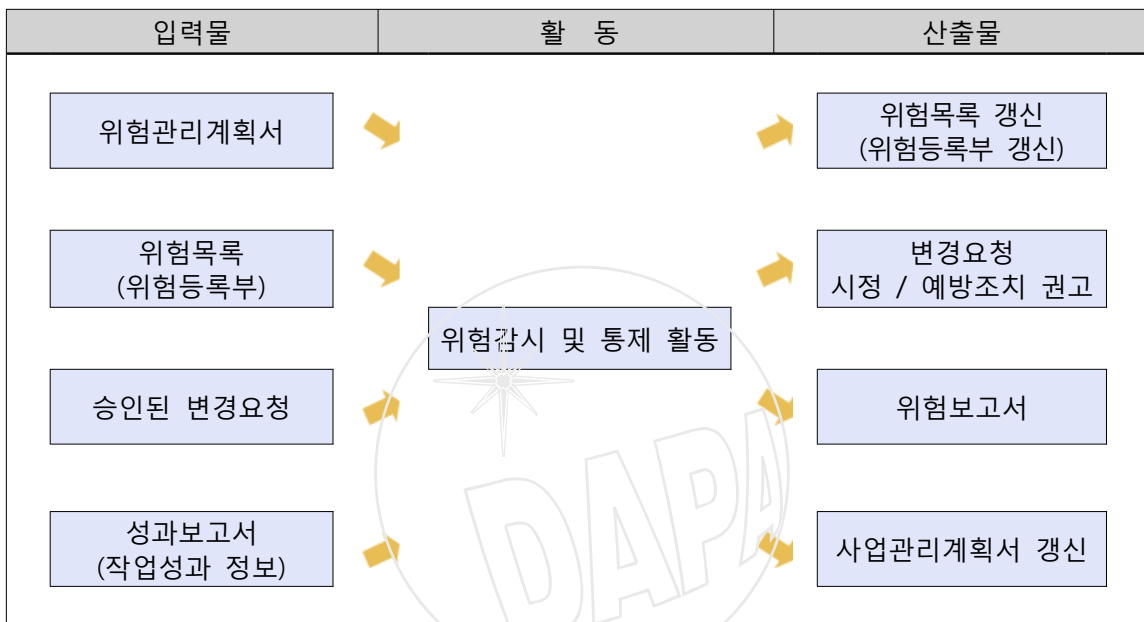 입력물
활 동
산출물
위험관리계획서
위험목록 갱신
(위험등록부 갱신)
위험목록
(위험등록부)
변경요청
시정 / 예방조치 권고
위험감시 및 통제 활동
승인된 변경요청
위험보고서
성과보고서
(작업성과 정보)
사업관리계획서 갱신
DAPA